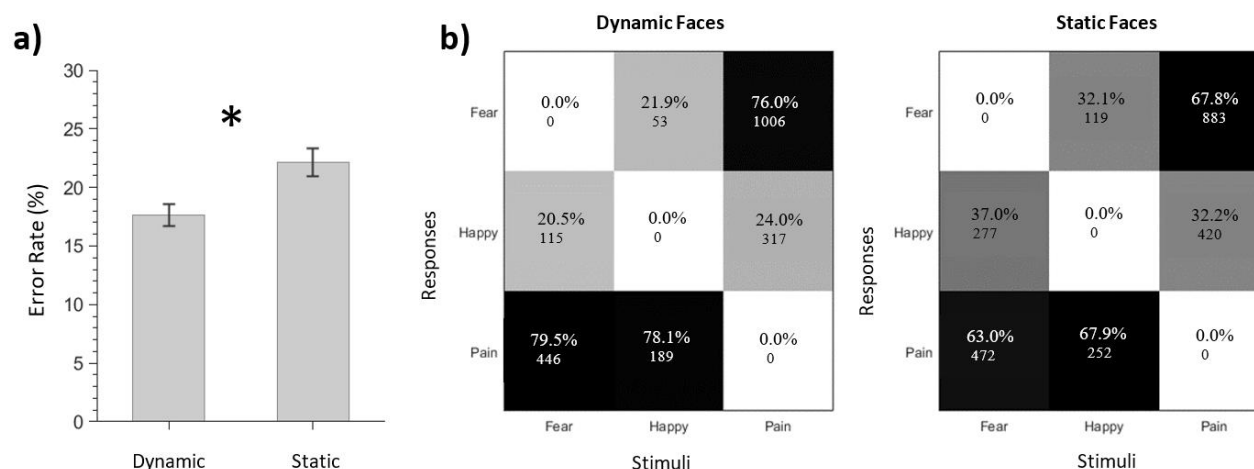 a)
*
Error Rate (%)
30
25
20
15
10
5
0
Dynamic
Static
b)
Dynamic Faces
Responses
Fear
0.0%
0
21.9%
53
76.0%
1006
Happy
20.5%
115
0.0%
0
24.0%
317
Pain
79.5%
446
78.1%
189
0.0%
0
Fear
Happy
Pain
Stimuli
Static Faces
Responses
Fear
0.0%
0
32.1%
119
67.8%
883
Happy
37.0%
277
0.0%
0
32.2%
420
Pain
63.0%
472
67.9%
252
0.0%
0
Fear
Happy
Pain
Stimuli